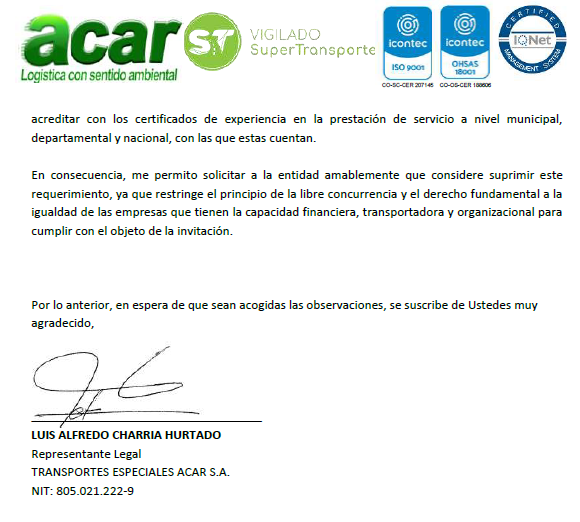 acar
Logística con sentido ambiental
ST
VIGILADO
SuperTransporte
icontec
ISO 9001
CO-SC-CER 207145
icontec
OHSAS
18001
CO-OS-CER 188606
CERTIFIED
IQNet
MANAGEMENT SYSTEM
acreditar con los certificados de experiencia en la prestación de servicio a nivel municipal,
departamental y nacional, con las que estas cuentan.
En consecuencia, me permito solicitar a la entidad amablemente que considere suprimir este
requerimiento, ya que restringe el principio de la libre concurrencia y el derecho fundamental a la
igualdad de las empresas que tienen la capacidad financiera, transportadora y organizacional para
cumplir con el objeto de la invitación.
Por lo anterior, en espera de que sean acogidas las observaciones, se suscribe de Ustedes muy
agradecido,
LUIS ALFREDO CHARRIA HURTADO
Representante Legal
TRANSPORTES ESPECIALES ACAR S.A.
NIT: 805.021.222-9